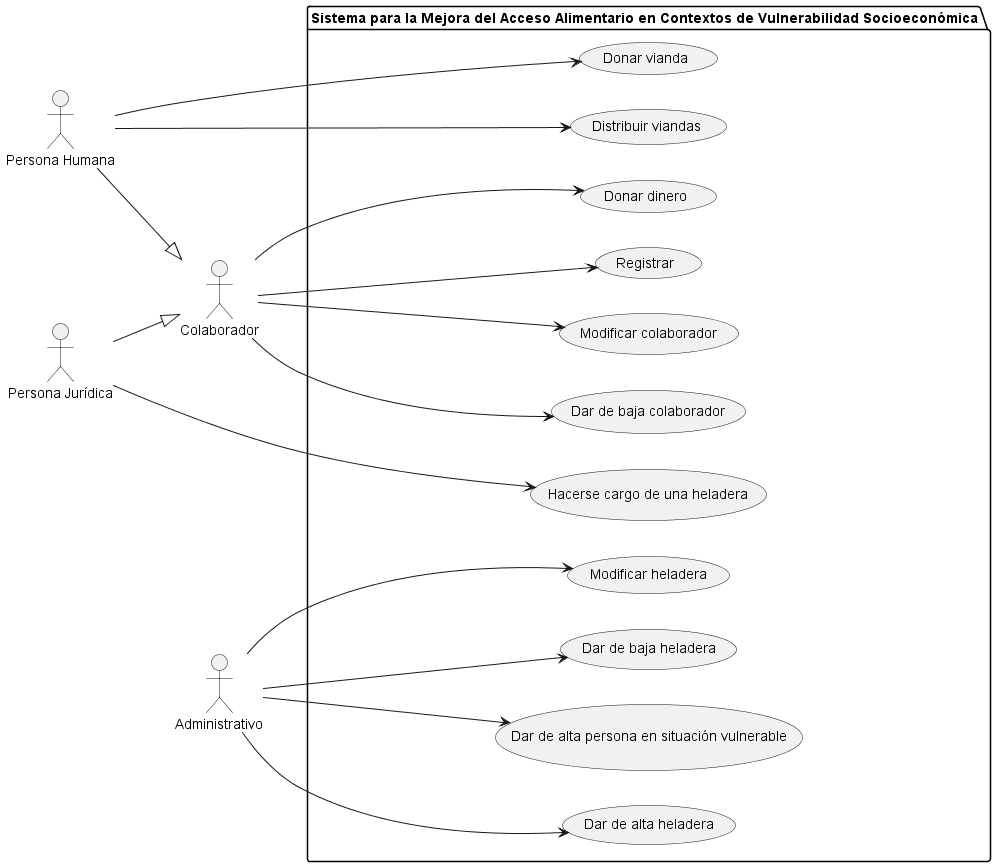 Sistema para la Mejora del Acceso Alimentario en Contextos de Vulnerabilidad Socioeconómica
Donar vianda
Distribuir viandas
Persona Humana
Donar dinero
Registrar
Colaborador
Modificar colaborador
Persona Jurídica
Dar de baja colaborador
Hacerse cargo de una heladera
Modificar heladera
Dar de baja heladera
Administrativo
Dar de alta persona en situación vulnerable
Dar de alta heladera